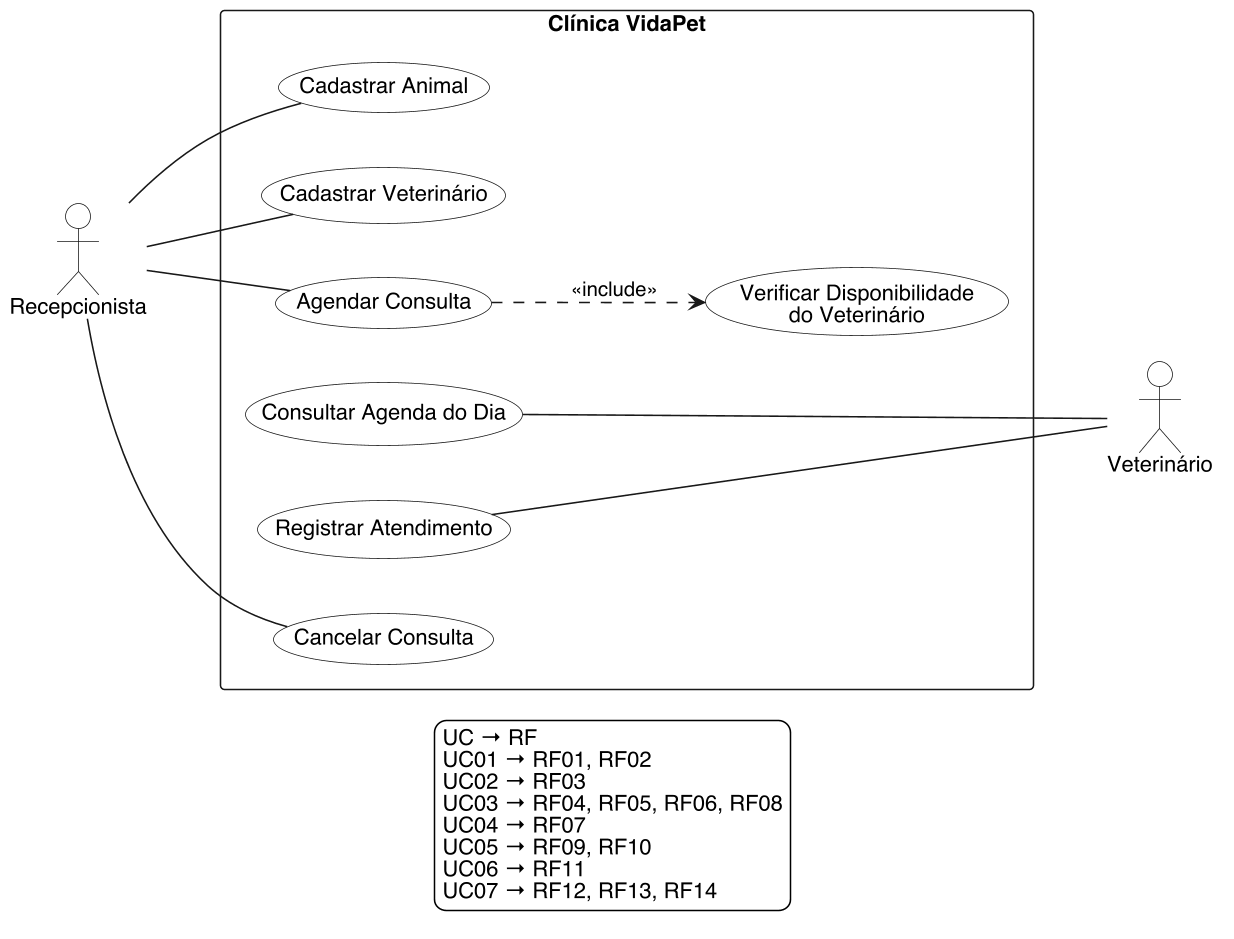 Clínica VidaPet
Cadastrar Animal
Cadastrar Veterinário
Recepcionista
Agendar Consulta
«include»
Verificar Disponibilidade
do Veterinário
Consultar Agenda do Dia
Veterinário
Registrar Atendimento
Cancelar Consulta
UC → RF
UC01 → RF01, RF02
UC02 → RF03
UC03 → RF04, RF05, RF06, RF08
UC04 → RF07
UC05 → RF09, RF10
UC06 → RF11
UC07 → RF12, RF13, RF14